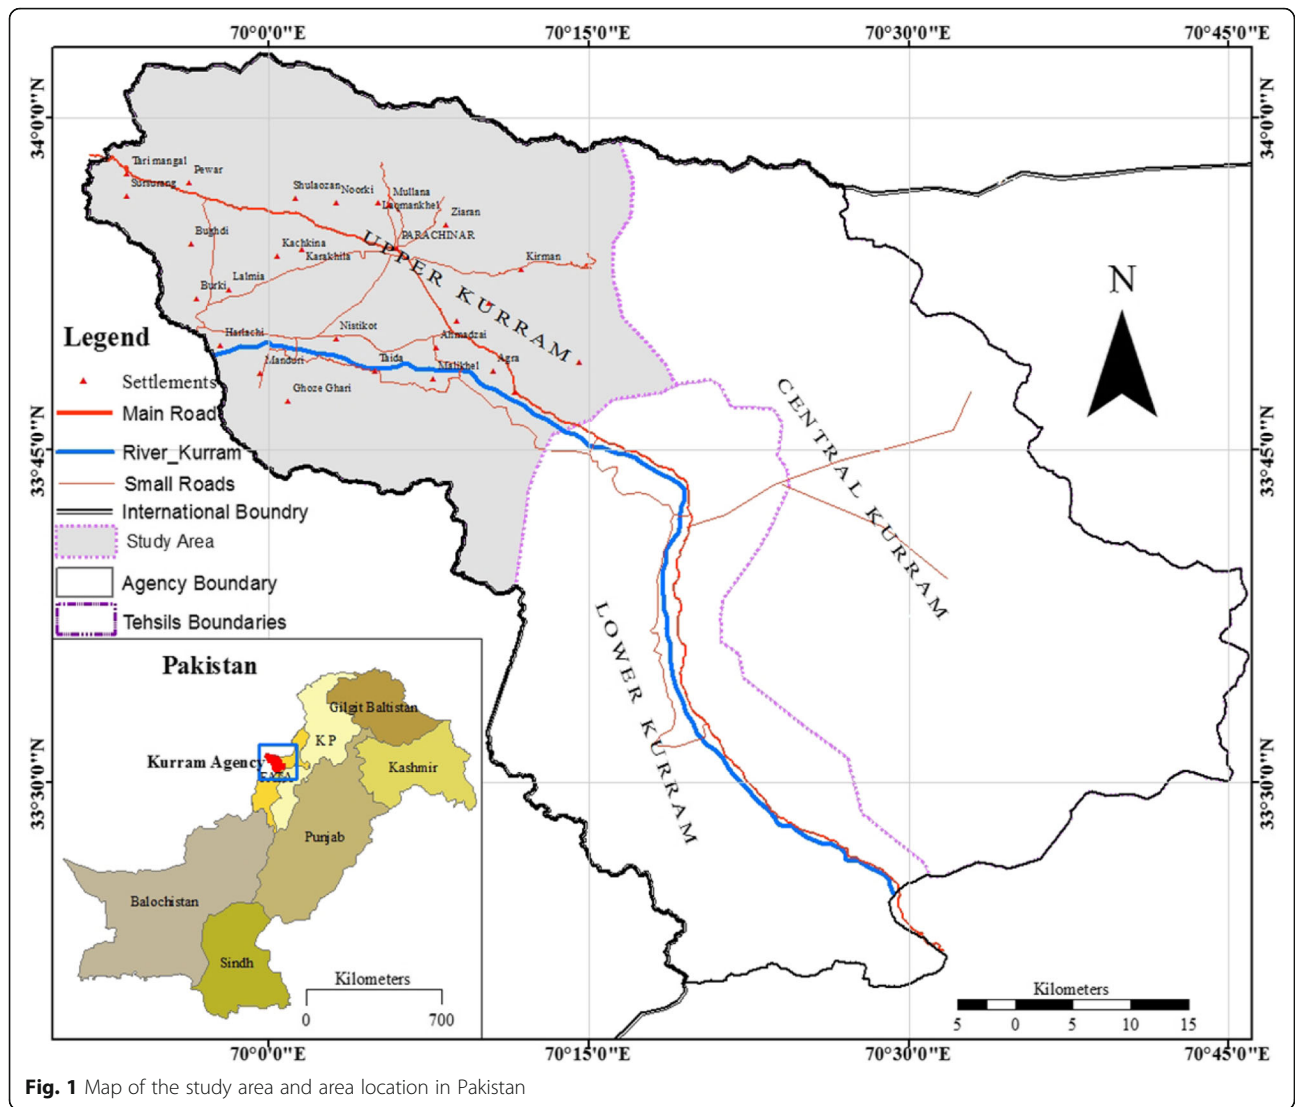 70°0'0"E 70°15'0"E 70°30'0"E 70°45'0"E
34°0'0"N
34°0'0"N
Tari mangal
Pewar
Surrurang
Shulaozan
Noorki
Mullana
Laqmankhel
Ziaran
PARACHINAR
Bughdi
Kachkina
Karakhila
Kirman
Lalmia
Burki
UPPER KURRAM
Nistikot
Harlachi
Ahmadzai
Manduri
Taida
Malikhel
Agra
Ghoze Ghari
N
Legend
Settlements
Main Road
River_Kurram
Small Roads
International Boundry
Study Area
Agency Boundary
Tehsils Boundaries
33°45'0"N
33°45'0"N
CENTRAL KURRAM
LOWER KURRAM
Pakistan
Gilgit Baltistan
K P
Kurram Agency
FATA
Kashmir
Punjab
Balochistan
Sindh
Kilometers
0 700
33°30'0"N
33°30'0"N
Kilometers
5 0 5 10 15
70°0'0"E 70°15'0"E 70°30'0"E 70°45'0"E
Fig. 1 Map of the study area and area location in Pakistan